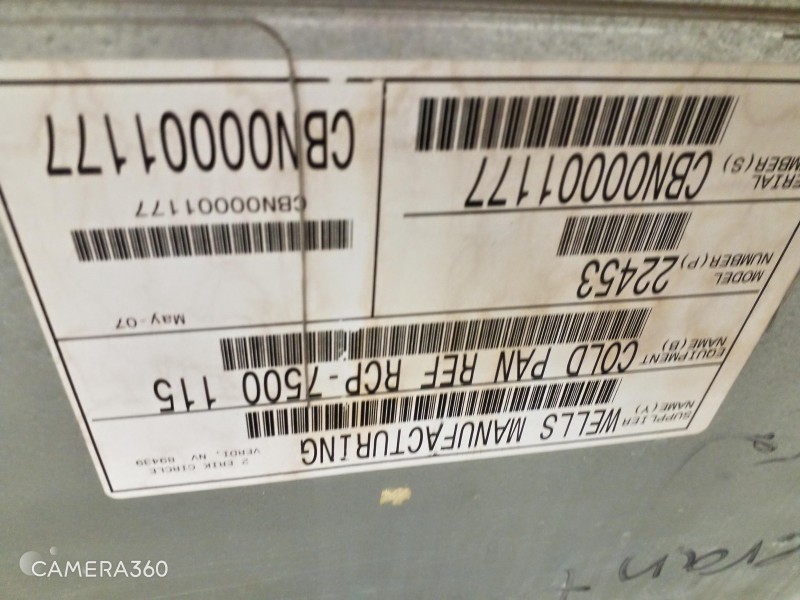 SUPPLIER NAME(Y) WELLS MANUFACTURING
2 ERIK CIRCLE
VERDI, NV 89439
EQUIPMENT NAME(B) COLD PAN REF RCP-7500 115
MODEL NUMBER(P) 22453
May-07
SERIAL NUMBER(S) CBN00001177
CBN00001177
CBN00001177
CAMERA360